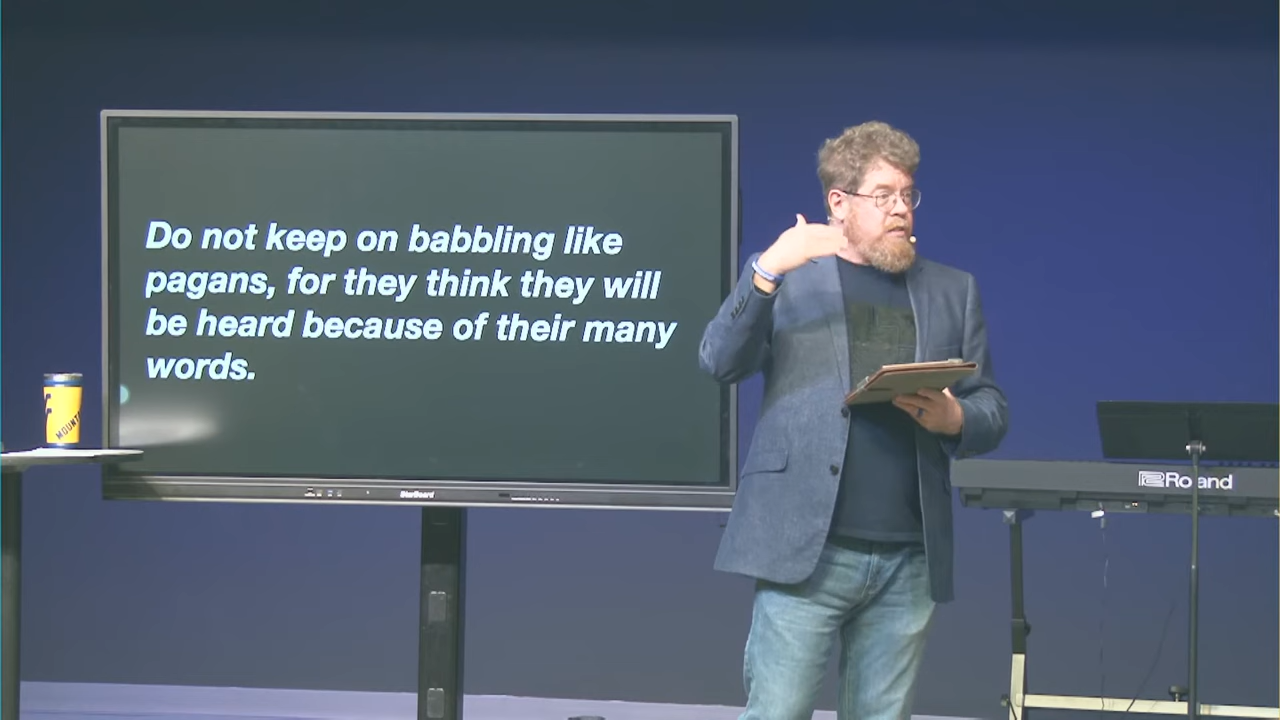 Do not keep on babbling like
pagans, for they think they will
be heard because of their many
words.
StarBoard
Roland